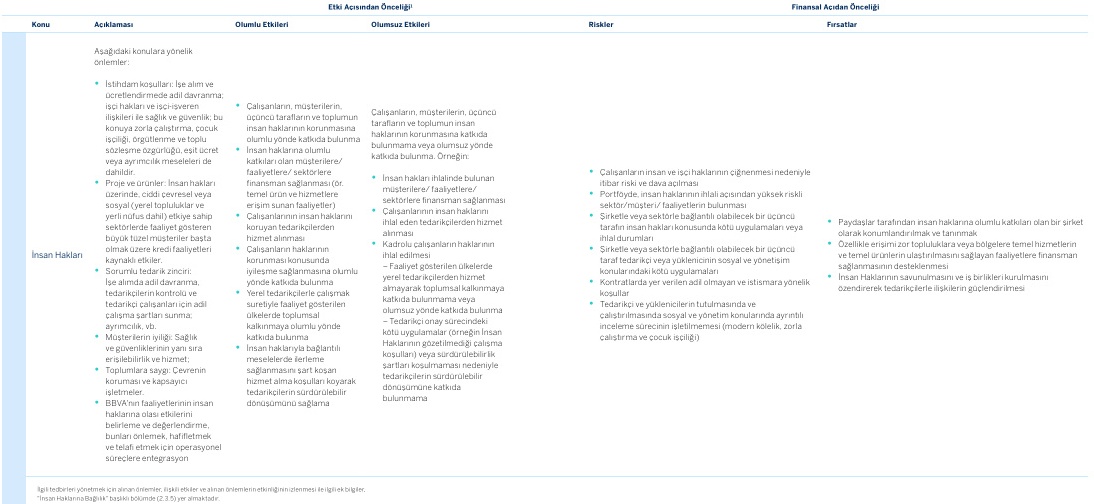 Etki Açısından Önceliği¹
Finansal Açıdan Önceliği
Konu
Açıklaması
Olumlu Etkileri
Olumsuz Etkileri
Riskler
Fırsatlar
İnsan Hakları
Aşağıdaki konulara yönelik
önlemler:
• İstihdam koşulları: İşe alım ve
ücretlendirmede adil davranma;
işçi hakları ve işçi-işveren
ilişkileri ile sağlık ve güvenlik; bu
konuya zorla çalıştırma, çocuk
işçiliği, örgütlenme ve toplu
sözleşme özgürlüğü, eşit ücret
veya ayrımcılık meseleleri de
dahildir.
• Proje ve ürünler: İnsan hakları
üzerinde, ciddi çevresel veya
sosyal (yerel topluluklar ve
yerli nüfus dahil) etkiye sahip
sektörlerde faaliyet gösteren
büyük tüzel müşteriler başta
olmak üzere kredi faaliyetleri
kaynaklı etkiler.
• Sorumlu tedarik zinciri:
İşe alımda adil davranma,
tedarikçilerin kontrolü ve
tedarikçi çalışanları için adil
çalışma şartları sunma;
ayrımcılık, vb.
• Müşterilerin iyiliği: Sağlık
ve güvenliklerinin yanı sıra
erişilebilirlik ve hizmet;
• Toplumlara saygı: Çevrenin
koruması ve kapsayıcı
işletmeler.
• BBVA'nın faaliyetlerinin insan
haklarına olası etkilerini
belirleme ve değerlendirme,
bunları önlemek, hafifletmek
ve telafi etmek için operasyonel
süreçlere entegrasyon
• Çalışanların, müşterilerin,
üçüncü tarafların ve toplumun
insan haklarının korunmasına
olumlu yönde katkıda bulunma
• İnsan haklarına olumlu
katkıları olan müşterilere/
faaliyetlere/ sektörlere
finansman sağlanması (ör.
temel ürün ve hizmetlere
erişim sunan faaliyetler)
• Çalışanlarının insan haklarını
koruyan tedarikçilerden
hizmet alınması
• Çalışanların haklarının
korunması konusunda
iyileşme sağlanmasına olumlu
yönde katkıda bulunma
• Yerel tedarikçilerle çalışmak
suretiyle faaliyet gösterilen
ülkelerde toplumsal
kalkınmaya olumlu yönde
katkıda bulunma
• İnsan haklarıyla bağlantılı
meselelerde ilerleme
sağlanmasını şart koşan
hizmet alma koşulları koyarak
tedarikçilerin sürdürülebilir
dönüşümünü sağlama
Çalışanların, müşterilerin, üçüncü
tarafların ve toplumun insan
haklarının korunmasına katkıda
bulunmama veya olumsuz yönde
katkıda bulunma. Örneğin:
• İnsan hakları ihlalinde bulunan
müşterilere/ faaliyetlere/
sektörlere finansman sağlanması
• Çalışanlarının insan haklarını
ihlal eden tedarikçilerden hizmet
alınması
• Kadrolu çalışanların haklarının
ihlal edilmesi
– Faaliyet gösterilen ülkelerde
yerel tedarikçilerden hizmet
almayarak toplumsal kalkınmaya
katkıda bulunmama veya
olumsuz yönde katkıda bulunma
– Tedarikçi onay sürecindeki
kötü uygulamalar (örneğin İnsan
Haklarının gözetilmediği çalışma
koşulları) veya sürdürülebilirlik
şartları koşulmaması nedeniyle
tedarikçilerin sürdürülebilir
dönüşümüne katkıda
bulunmama
• Çalışanların insan ve işçi haklarının çiğnenmesi nedeniyle
itibar riski ve dava açılması
• Portföyde, insan haklarının ihlali açısından yüksek riskli
sektör/müşteri/ faaliyetlerin bulunması
• Şirketle veya sektörle bağlantılı olabilecek bir üçüncü
tarafın insan hakları konusunda kötü uygulamaları veya
ihlal durumları
• Şirketle veya sektörle bağlantılı olabilecek bir üçüncü
taraf tedarikçi veya yüklenicinin sosyal ve yönetişim
konularındaki kötü uygulamaları
• Kontratlarda yer verilen adil olmayan ve istismara yönelik
koşullar
• Tedarikçi ve yüklenicilerin tutulmasında ve
çalıştırılmasında sosyal ve yönetim konularında ayrıntılı
inceleme sürecinin işletilmemesi (modern kölelik, zorla
çalıştırma ve çocuk işçiliği)
• Paydaşlar tarafından insan haklarına olumlu katkıları olan bir şirket
olarak konumlandırılmak ve tanınmak
• Özellikle erişimi zor topluluklara veya bölgelere temel hizmetlerin
ve temel ürünlerin ulaştırılmasını sağlayan faaliyetlere finansman
sağlanmasının desteklenmesi
• İnsan Haklarının savunulmasını ve iş birlikleri kurulmasını
özendirerek tedarikçilerle ilişkilerin güçlendirilmesi
İlgili tedbirleri yönetmek için alınan önlemler, ilişkili etkiler ve alınan önlemlerin etkinliğinin izlenmesi ile ilgili ek bilgiler,
"İnsan Haklarına Bağlılık" başlıklı bölümde (2.3.5) yer almaktadır.